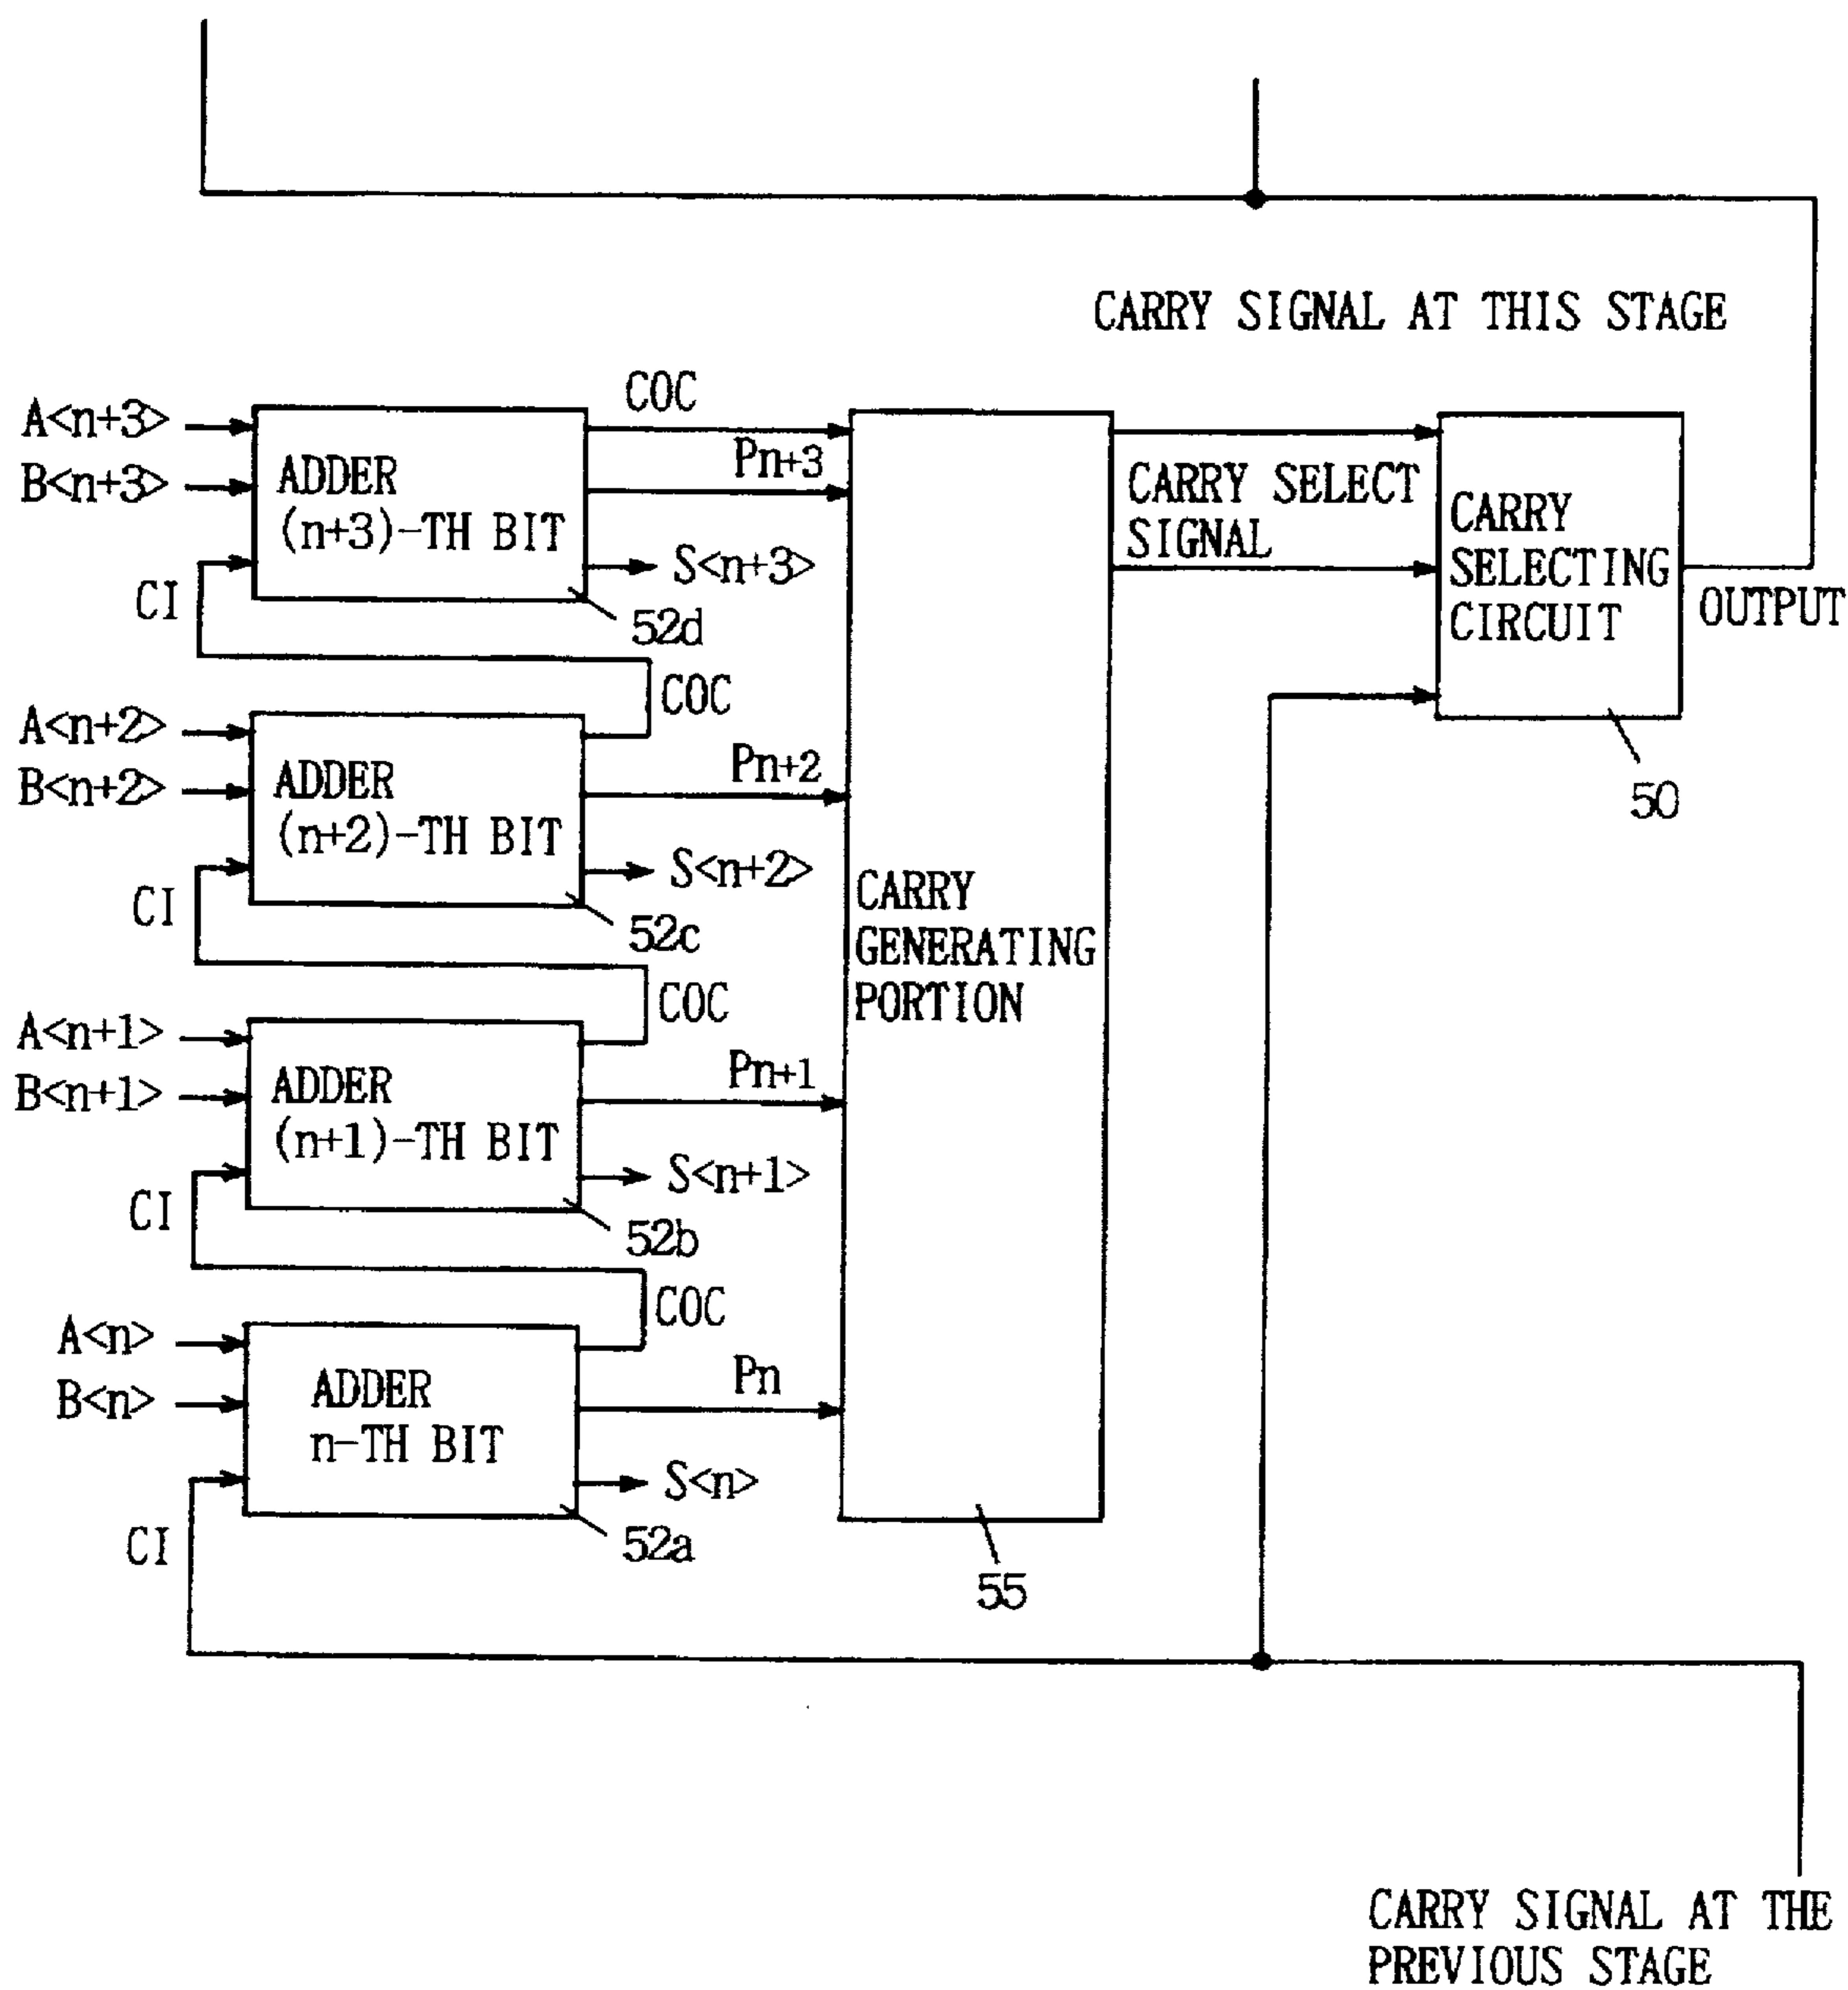 CARRY SIGNAL AT THIS STAGE
COC
A<n+3>
B<n+3>
ADDER
(n+3)-TH BIT
Pn+3
S<n+3>
CI
52d
CARRY SELECT
SIGNAL
CARRY
SELECTING
CIRCUIT
OUTPUT
50
COC
A<n+2>
B<n+2>
ADDER
(n+2)-TH BIT
Pn+2
S<n+2>
CI
52c
CARRY
GENERATING
PORTION
COC
A<n+1>
B<n+1>
ADDER
(n+1)-TH BIT
Pn+1
S<n+1>
CI
52b
COC
A<n>
B<n>
ADDER
n-TH BIT
Pn
S<n>
CI
52a
55
CARRY SIGNAL AT THE
PREVIOUS STAGE